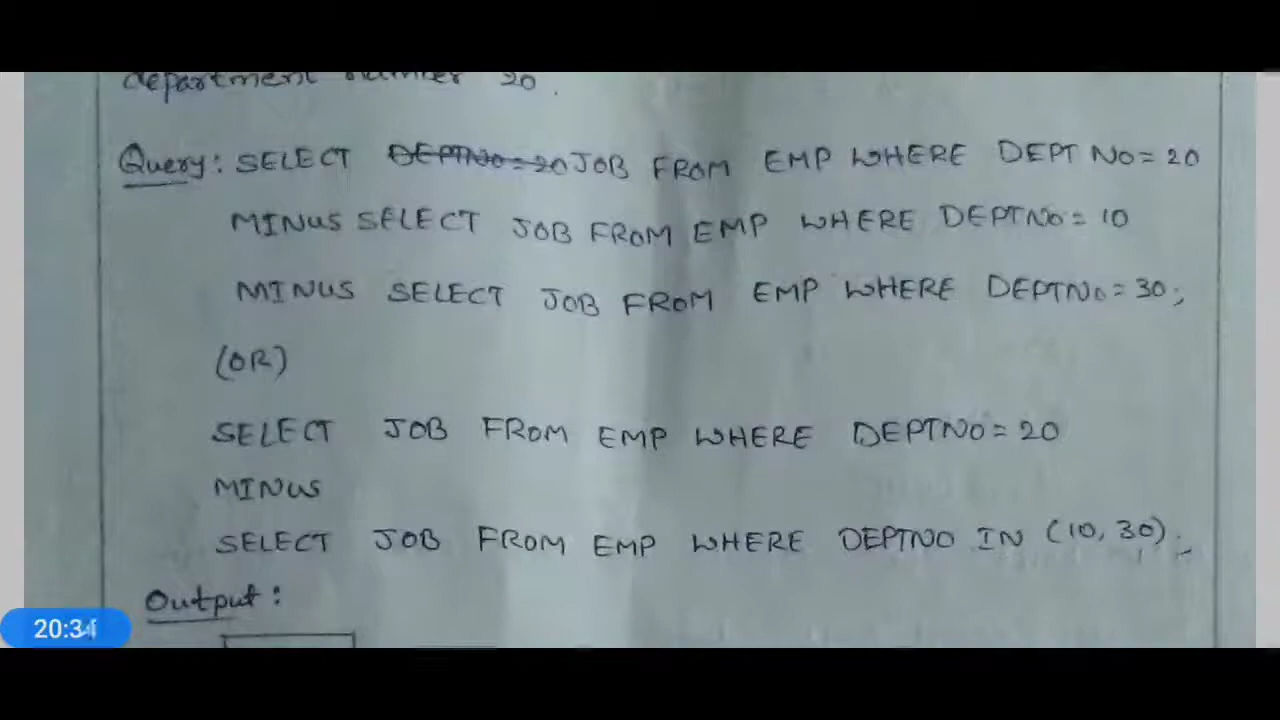 department number 20.
Query: SELECT DEPTNO=20 JOB FROM EMP WHERE DEPT NO=20
MINUS SELECT JOB FROM EMP WHERE DEPTNO=10
MINUS SELECT JOB FROM EMP WHERE DEPTNO=30;
(OR)
SELECT JOB FROM EMP WHERE DEPTNO=20
MINUS
SELECT JOB FROM EMP WHERE DEPTNO IN (10, 30);
Output: